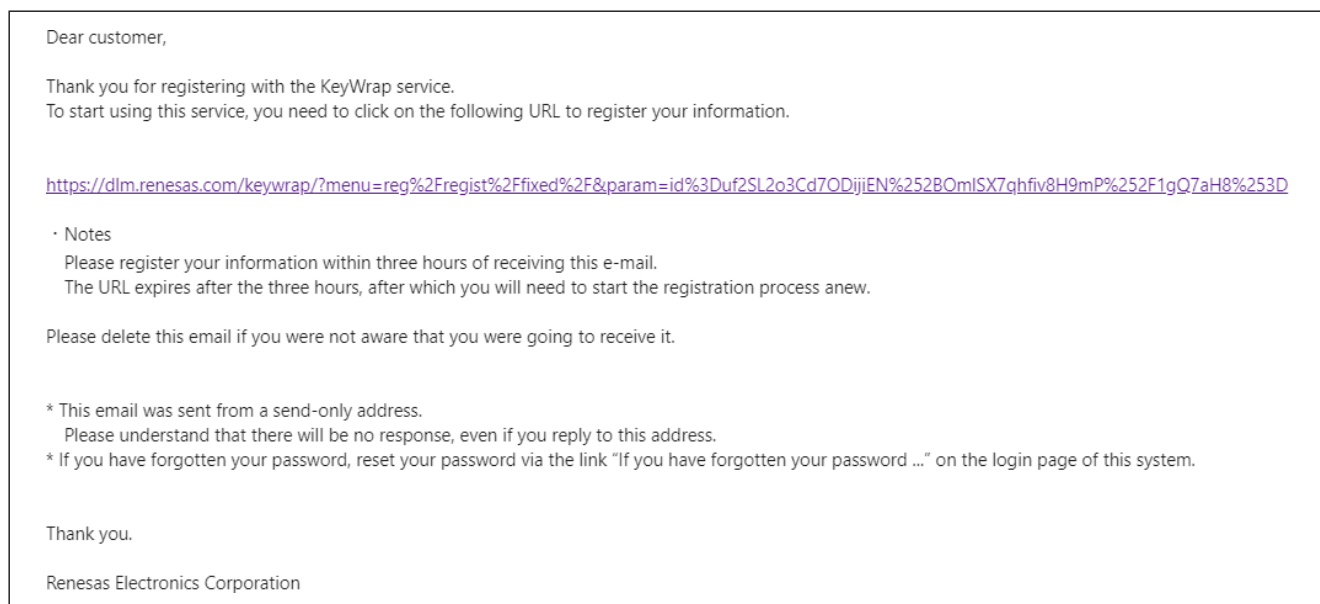 Dear customer,
Thank you for registering with the KeyWrap service.
To start using this service, you need to click on the following URL to register your information.
https://dlm.renesas.com/keywrap/?menu=reg%2Fregist%2Ffixed%2F&param=id%3Duf2SL2o3Cd7ODijiEN%252BOmlSX7qhfiv8H9mP%252F1gQ7aH8%253D
・Notes
Please register your information within three hours of receiving this e-mail.
The URL expires after the three hours, after which you will need to start the registration process anew.
Please delete this email if you were not aware that you were going to receive it.
* This email was sent from a send-only address.
Please understand that there will be no response, even if you reply to this address.
* If you have forgotten your password, reset your password via the link “If you have forgotten your password ...” on the login page of this system.
Thank you.
Renesas Electronics Corporation